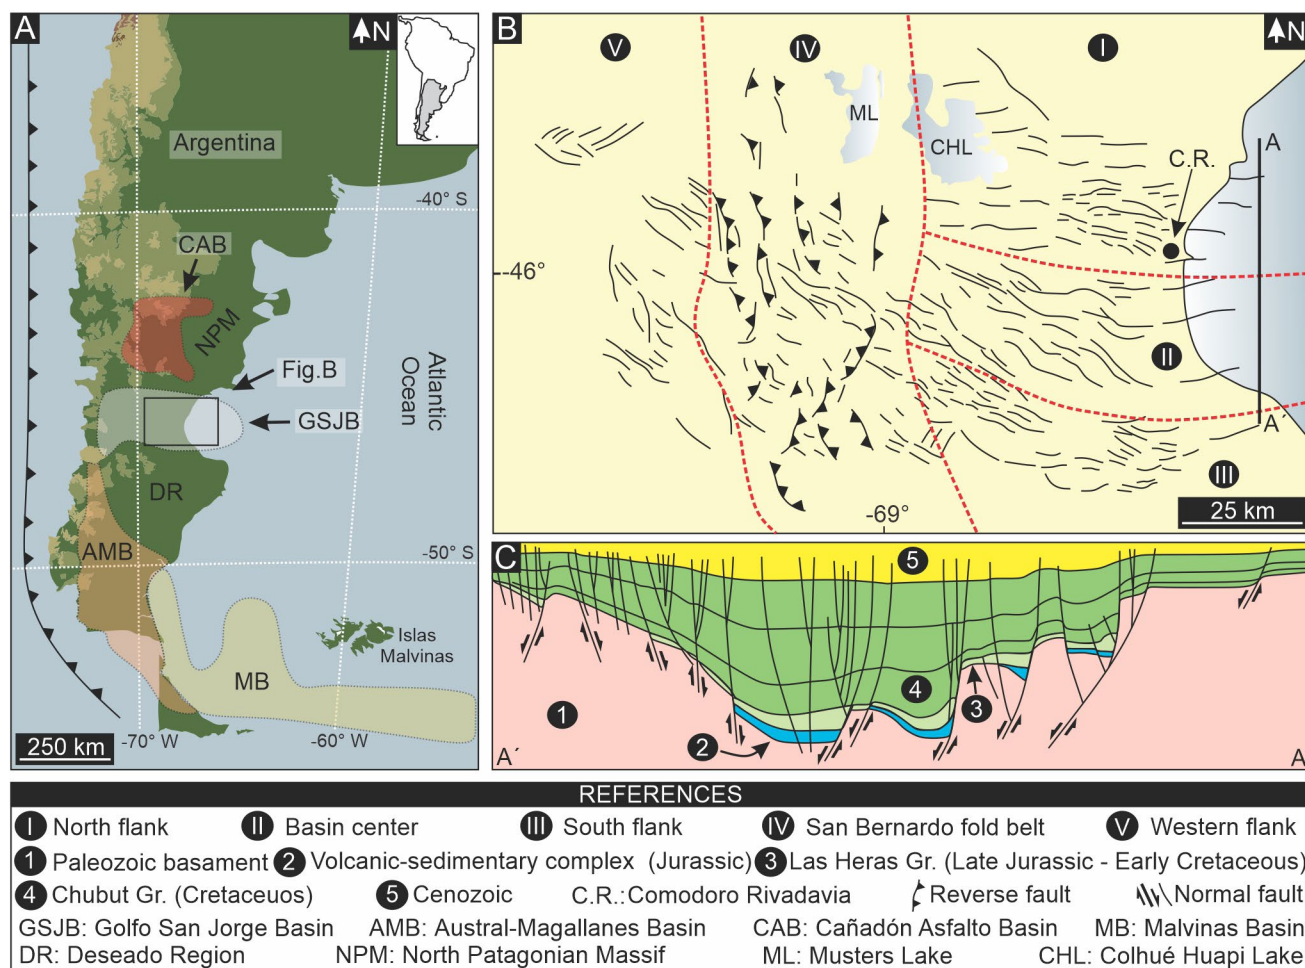 A
N
Argentina
-40° S
CAB
NPM
Fig.B
GSJB
Atlantic
Ocean
DR
AMB
-50° S
Islas
Malvinas
MB
250 km
-70° W
-60° W
B
V
IV
I
N
ML
CHL
A
C.R.
-46°
II
A´
III
-69°
25 km
C
5
4
3
1
2
A´
A
REFERENCES
I North flank II Basin center III South flank IV San Bernardo fold belt V Western flank
1 Paleozoic basament 2 Volcanic-sedimentary complex (Jurassic) 3 Las Heras Gr. (Late Jurassic - Early Cretaceous)
4 Chubut Gr. (Cretaceuos) 5 Cenozoic C.R.:Comodoro Rivadavia Reverse fault Normal fault
GSJB: Golfo San Jorge Basin AMB: Austral-Magallanes Basin CAB: Cañadón Asfalto Basin MB: Malvinas Basin
DR: Deseado Region NPM: North Patagonian Massif ML: Musters Lake CHL: Colhué Huapi Lake